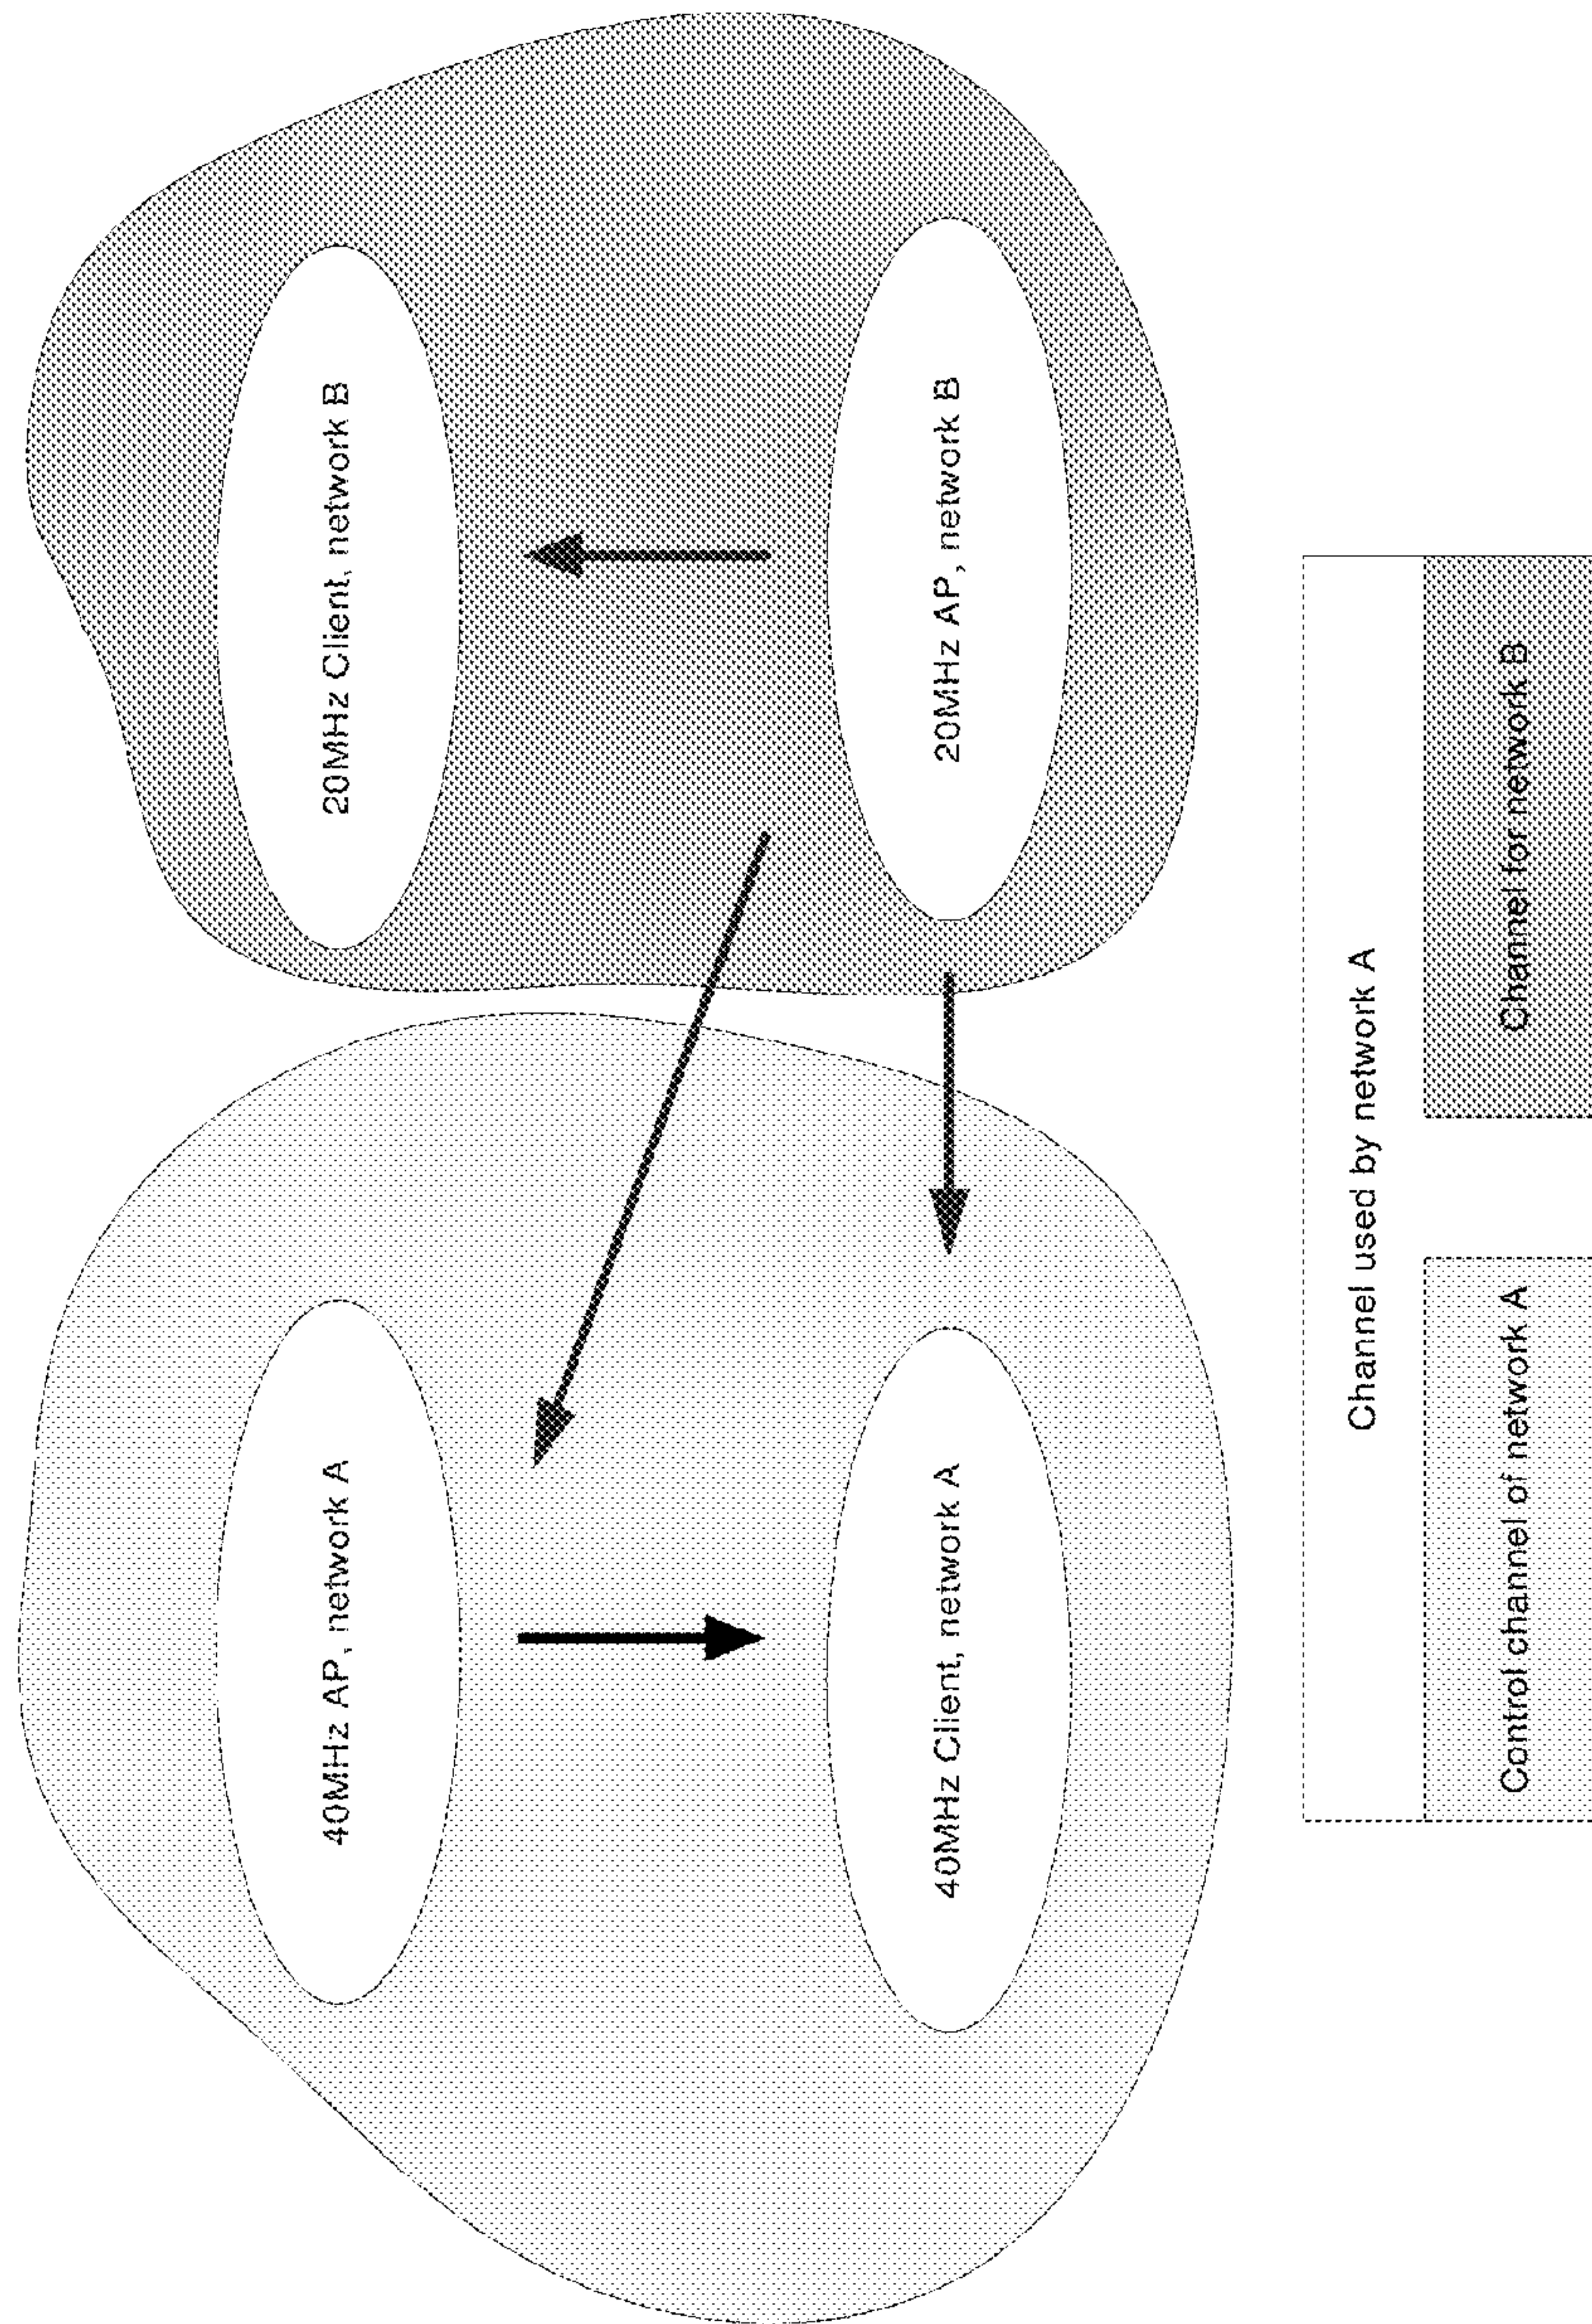 40MHz AP, network A
20MHz Client, network B
40MHz Client, network A
20MHz AP, network B
Channel used by network A
Control channel of network A
Channel for network B